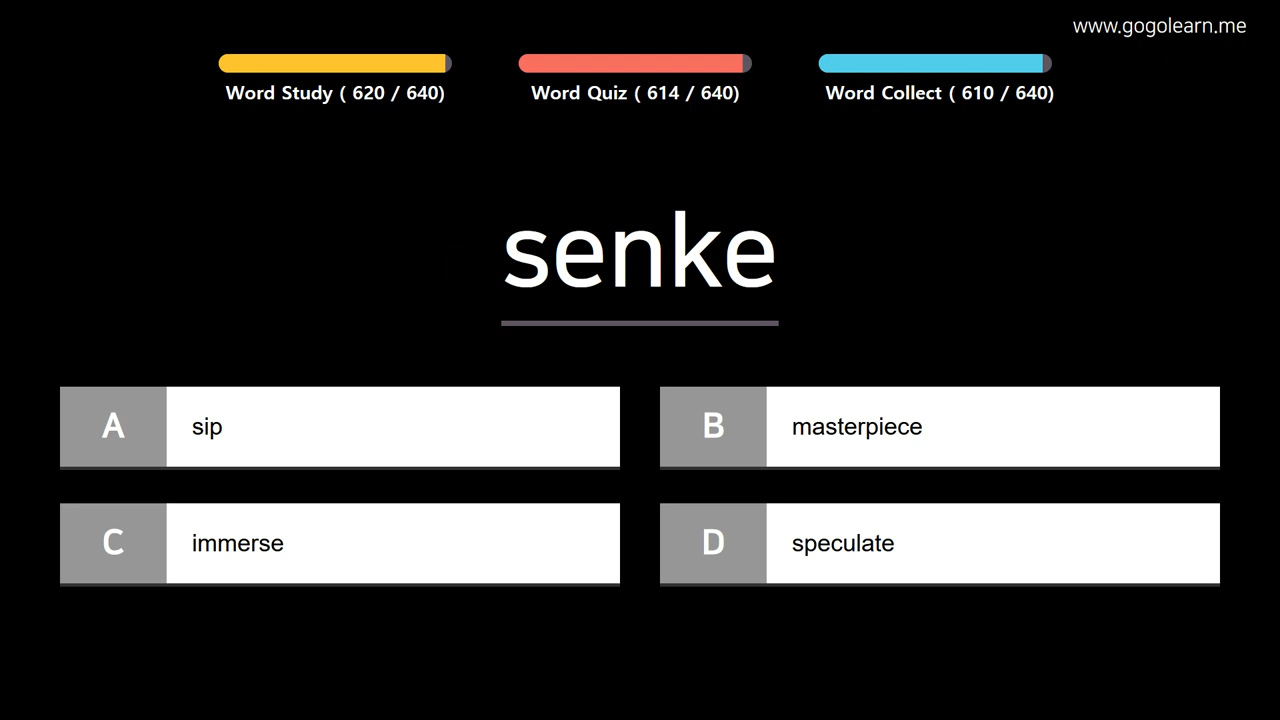 www.gogolearn.me
Word Study ( 620 / 640)
Word Quiz ( 614 / 640)
Word Collect ( 610 / 640)
senke
A
sip
B
masterpiece
C
immerse
D
speculate